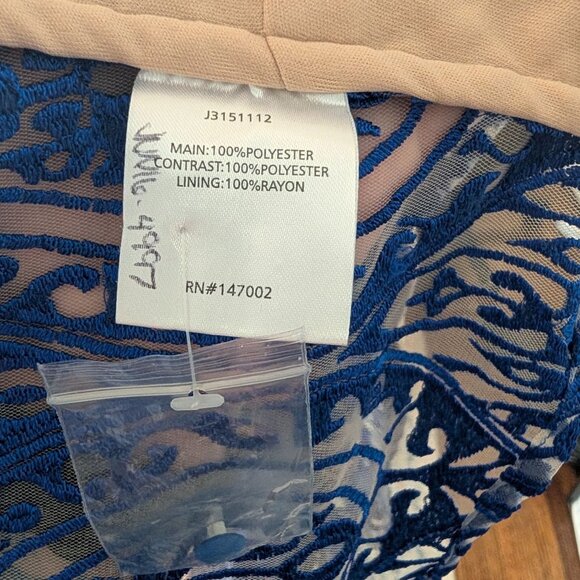 J3151112
MAIN:100%POLYESTER
CONTRAST:100%POLYESTER
LINING:100%RAYON
RN#147002